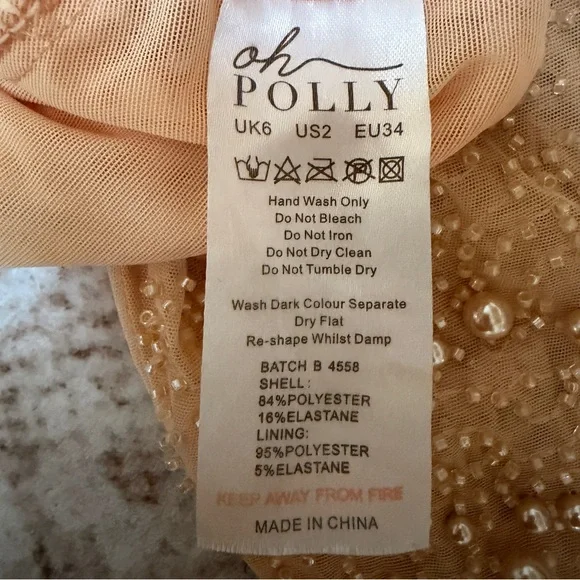 oh
POLLY
UK6 US2 EU34
Hand Wash Only
Do Not Bleach
Do Not Iron
Do Not Dry Clean
Do Not Tumble Dry
Wash Dark Colour Separate
Dry Flat
Re-shape Whilst Damp
BATCH B 4558
SHELL:
84%POLYESTER
16%ELASTANE
LINING:
95%POLYESTER
5%ELASTANE
KEEP AWAY FROM FIRE
MADE IN CHINA